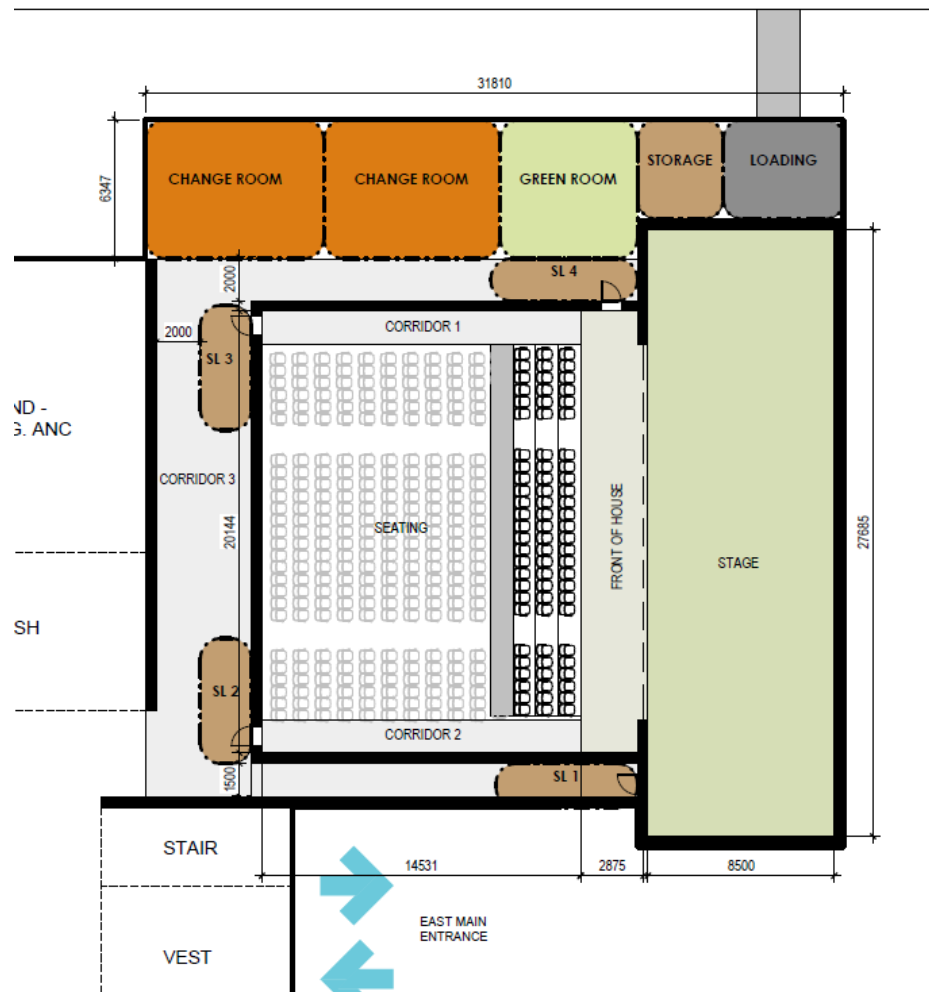 31810
CHANGE ROOM
CHANGE ROOM
GREEN ROOM
STORAGE
LOADING
6347
2000
SL 4
2000
CORRIDOR 1
SL 3
ND -
G. ANC
CORRIDOR 3
20144
SEATING
FRONT OF HOUSE
STAGE
27685
SH
SL 2
CORRIDOR 2
1500
SL 1
STAIR
14531
2875
8500
EAST MAIN
ENTRANCE
VEST